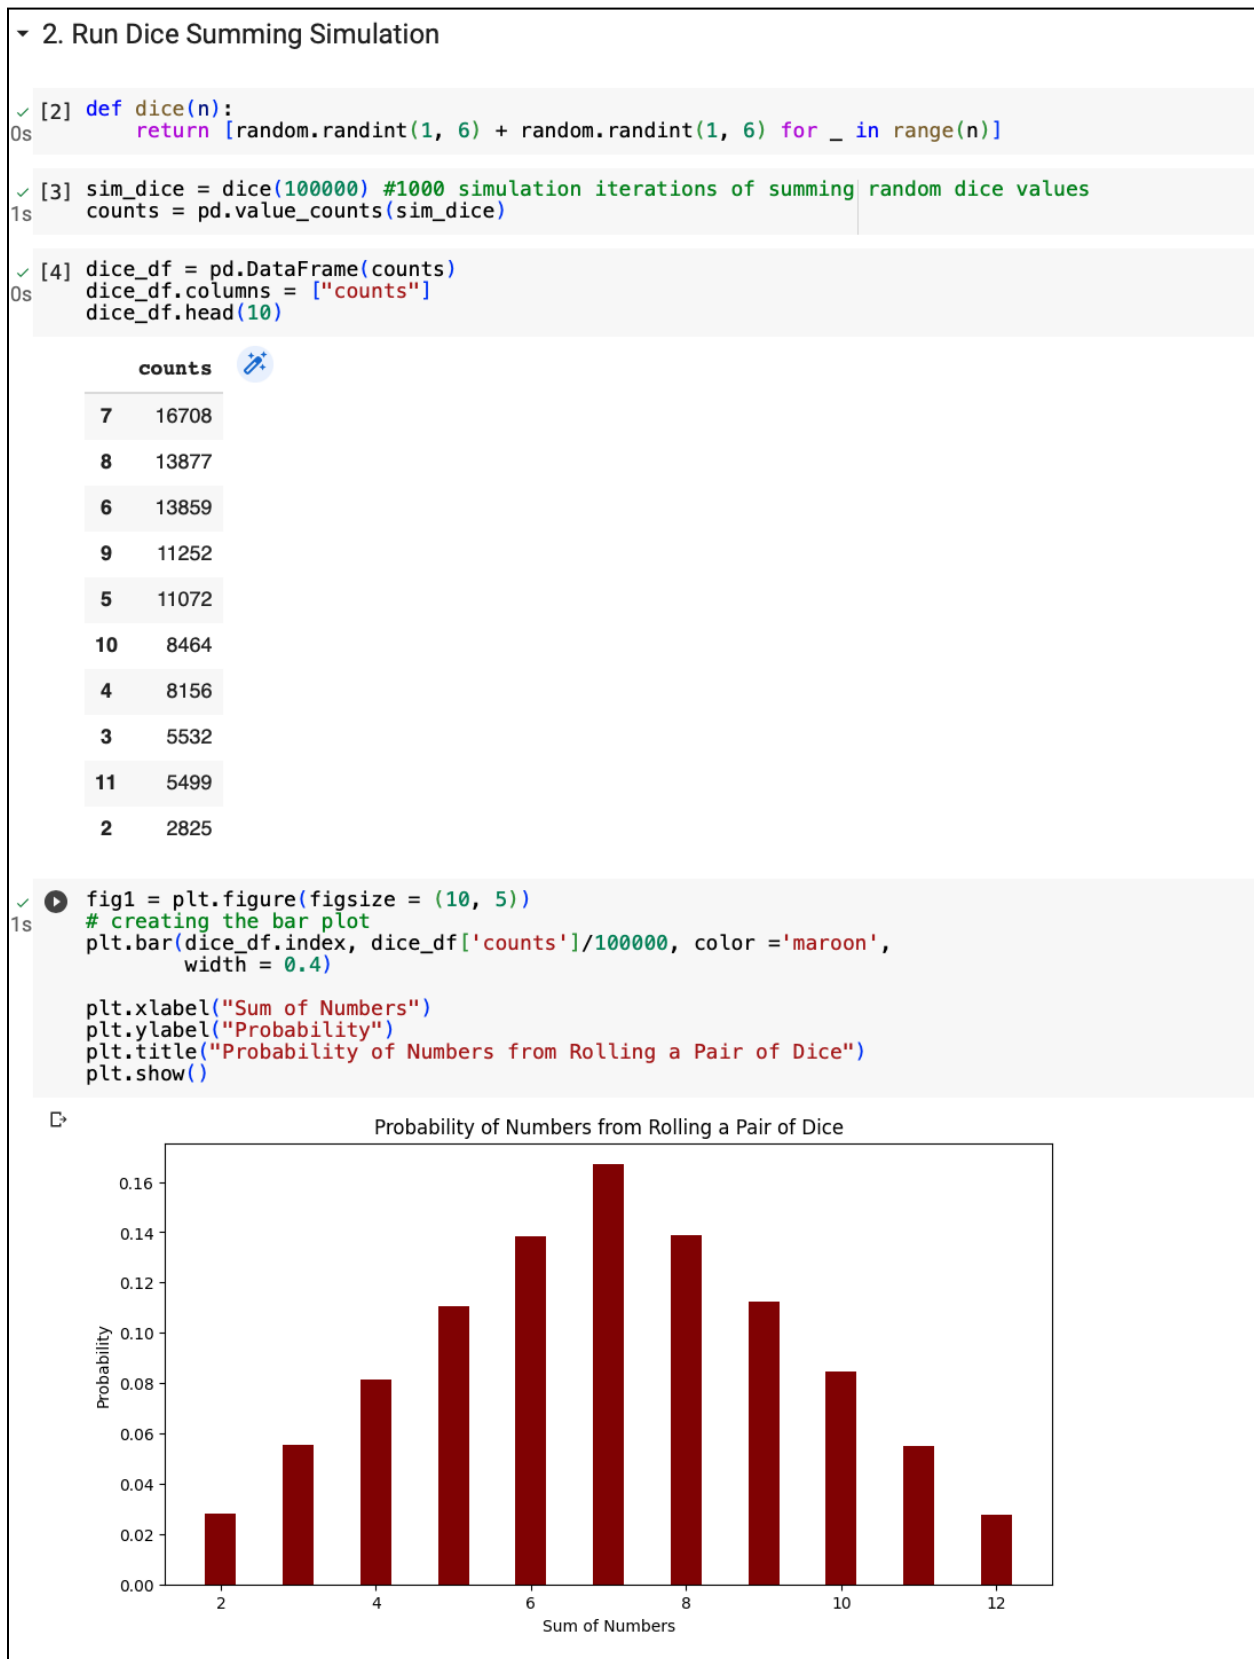 2. Run Dice Summing Simulation
[2] def dice(n):
0s return [random.randint(1, 6) + random.randint(1, 6) for _ in range(n)]
[3] sim_dice = dice(100000) #1000 simulation iterations of summing random dice values
1s counts = pd.value_counts(sim_dice)
[4] dice_df = pd.DataFrame(counts)
0s dice_df.columns = ["counts"]
dice_df.head(10)
counts
7 16708
8 13877
6 13859
9 11252
5 11072
10 8464
4 8156
3 5532
11 5499
2 2825
fig1 = plt.figure(figsize = (10, 5))
1s # creating the bar plot
plt.bar(dice_df.index, dice_df['counts']/100000, color ='maroon',
width = 0.4)
plt.xlabel("Sum of Numbers")
plt.ylabel("Probability")
plt.title("Probability of Numbers from Rolling a Pair of Dice")
plt.show()
Probability of Numbers from Rolling a Pair of Dice
0.16
0.14
0.12
0.10
0.08
0.06
0.04
0.02
0.00
Probability
2 4 6 8 10 12
Sum of Numbers